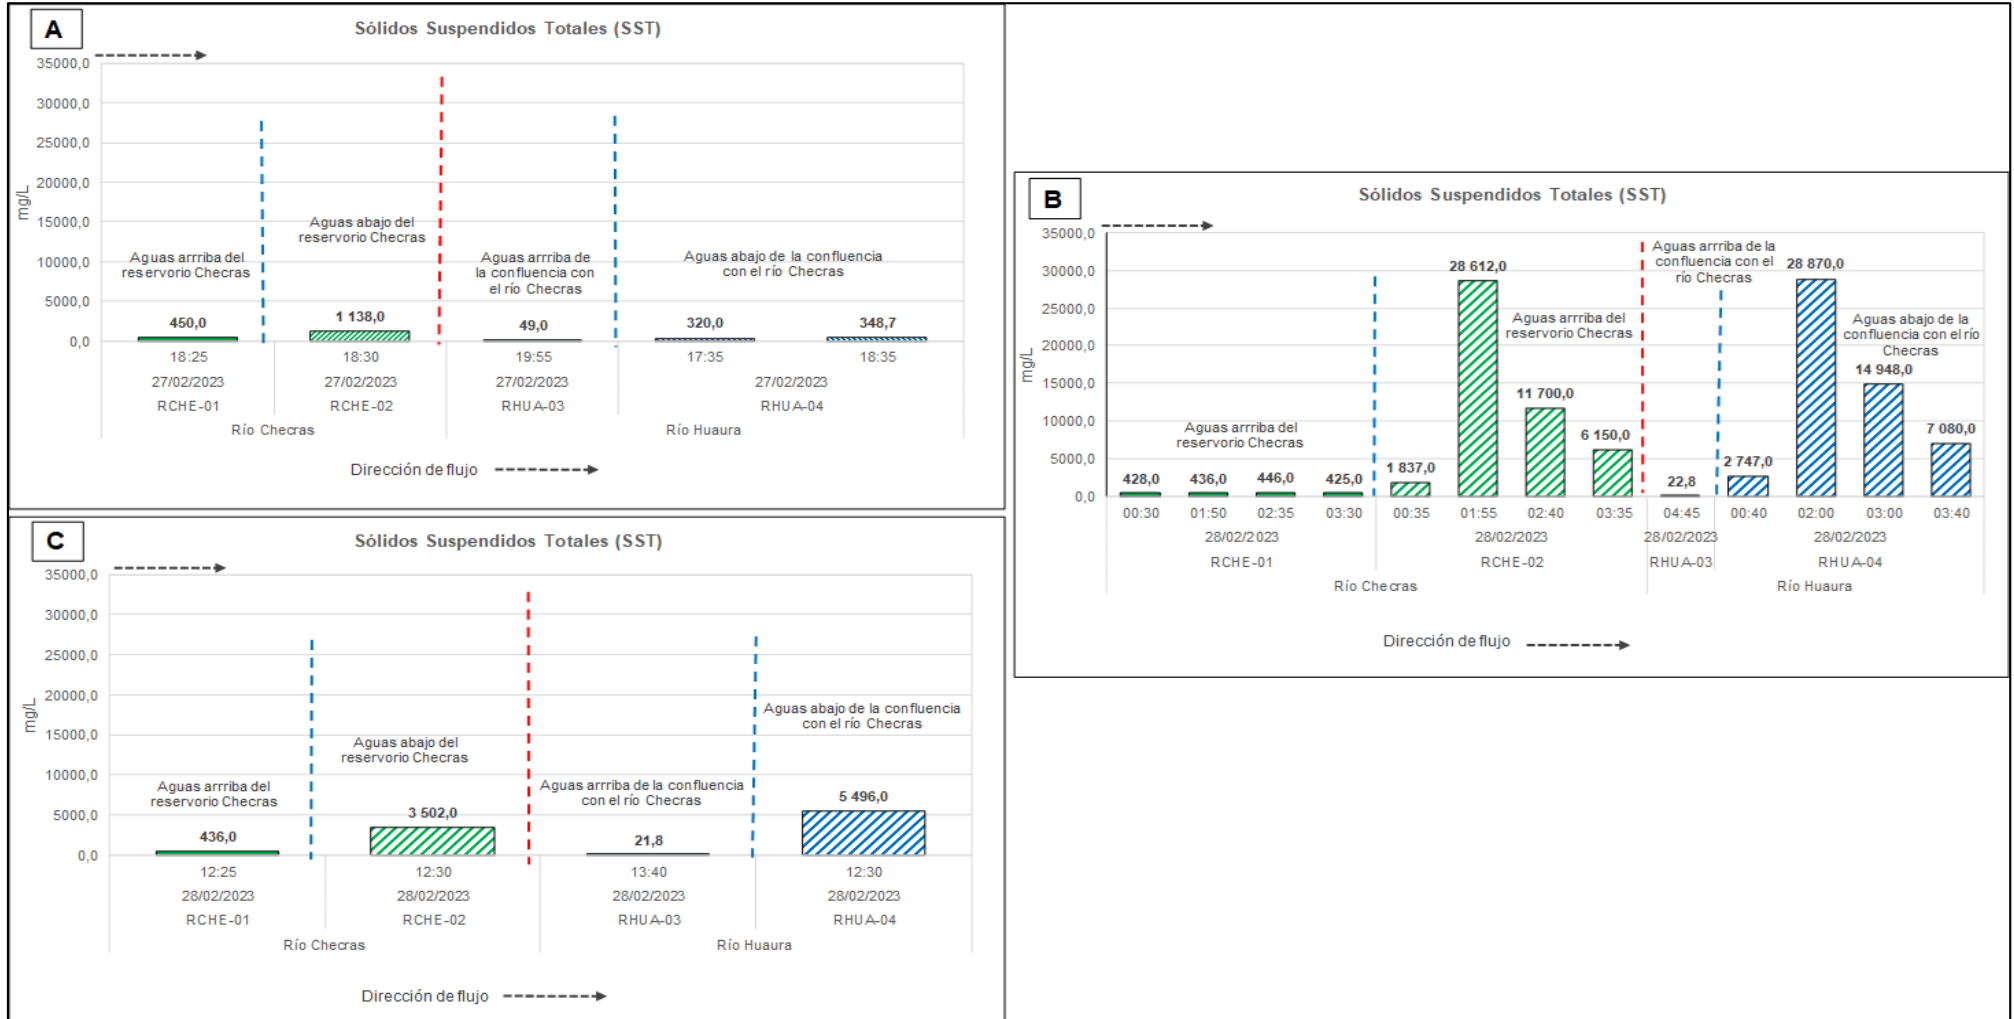 A
Sólidos Suspendidos Totales (SST)
35000,0
30000,0
25000,0
20000,0
15000,0
10000,0
5000,0
0,0
mg/L
Aguas arrriba del
reservorio Checras
Aguas abajo del
reservorio Checras
Aguas arrriba de
la confluencia con
el río Checras
Aguas abajo de la confluencia
con el río Checras
450,0
1 138,0
49,0
320,0
348,7
18:25 18:30 19:55 17:35 18:35
27/02/2023 27/02/2023 27/02/2023 27/02/2023
RCHE-01 RCHE-02 RHUA-03 RHUA-04
Río Checras Río Huaura
Dirección de flujo
B
Sólidos Suspendidos Totales (SST)
35000,0
30000,0
25000,0
20000,0
15000,0
10000,0
5000,0
0,0
mg/L
Aguas arrriba del
reservorio Checras
Aguas arrriba del
reservorio Checras
Aguas arrriba de la
confluencia con el
río Checras
Aguas abajo de la
confluencia con el río
Checras
428,0
436,0
446,0
425,0
1 837,0
28 612,0
11 700,0
6 150,0
22,8
2 747,0
28 870,0
14 948,0
7 080,0
00:30 01:50 02:35 03:30 00:35 01:55 02:40 03:35 04:45 00:40 02:00 03:00 03:40
28/02/2023 28/02/2023 28/02/2023 28/02/2023
RCHE-01 RCHE-02 RHUA-03 RHUA-04
Río Checras Río Huaura
Dirección de flujo
C
Sólidos Suspendidos Totales (SST)
35000,0
30000,0
25000,0
20000,0
15000,0
10000,0
5000,0
0,0
mg/L
Aguas arrriba del
reservorio Checras
Aguas abajo del
reservorio Checras
Aguas arrriba de la confluencia
con el río Checras
Aguas abajo de la confluencia
con el río Checras
436,0
3 502,0
21,8
5 496,0
12:25 12:30 13:40 12:30
28/02/2023 28/02/2023 28/02/2023 28/02/2023
RCHE-01 RCHE-02 RHUA-03 RHUA-04
Río Checras Río Huaura
Dirección de flujo